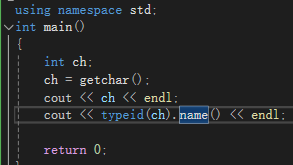 using namespace std;
int main()
{
int ch;
ch = getchar();
cout << ch << endl;
cout << typeid(ch).name() << endl;
return 0;